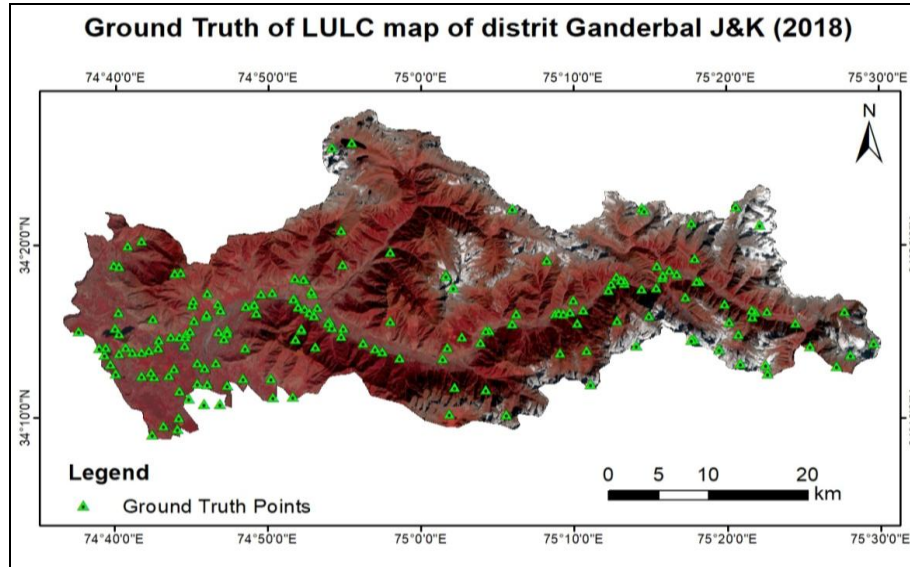 Ground Truth of LULC map of distrit Ganderbal J&K (2018)
74°40'0"E 74°50'0"E 75°0'0"E 75°10'0"E 75°20'0"E 75°30'0"E
N
34°20'0"N
34°10'0"N
Legend
Ground Truth Points
0 5 10 20
km
74°40'0"E 74°50'0"E 75°0'0"E 75°10'0"E 75°20'0"E 75°30'0"E